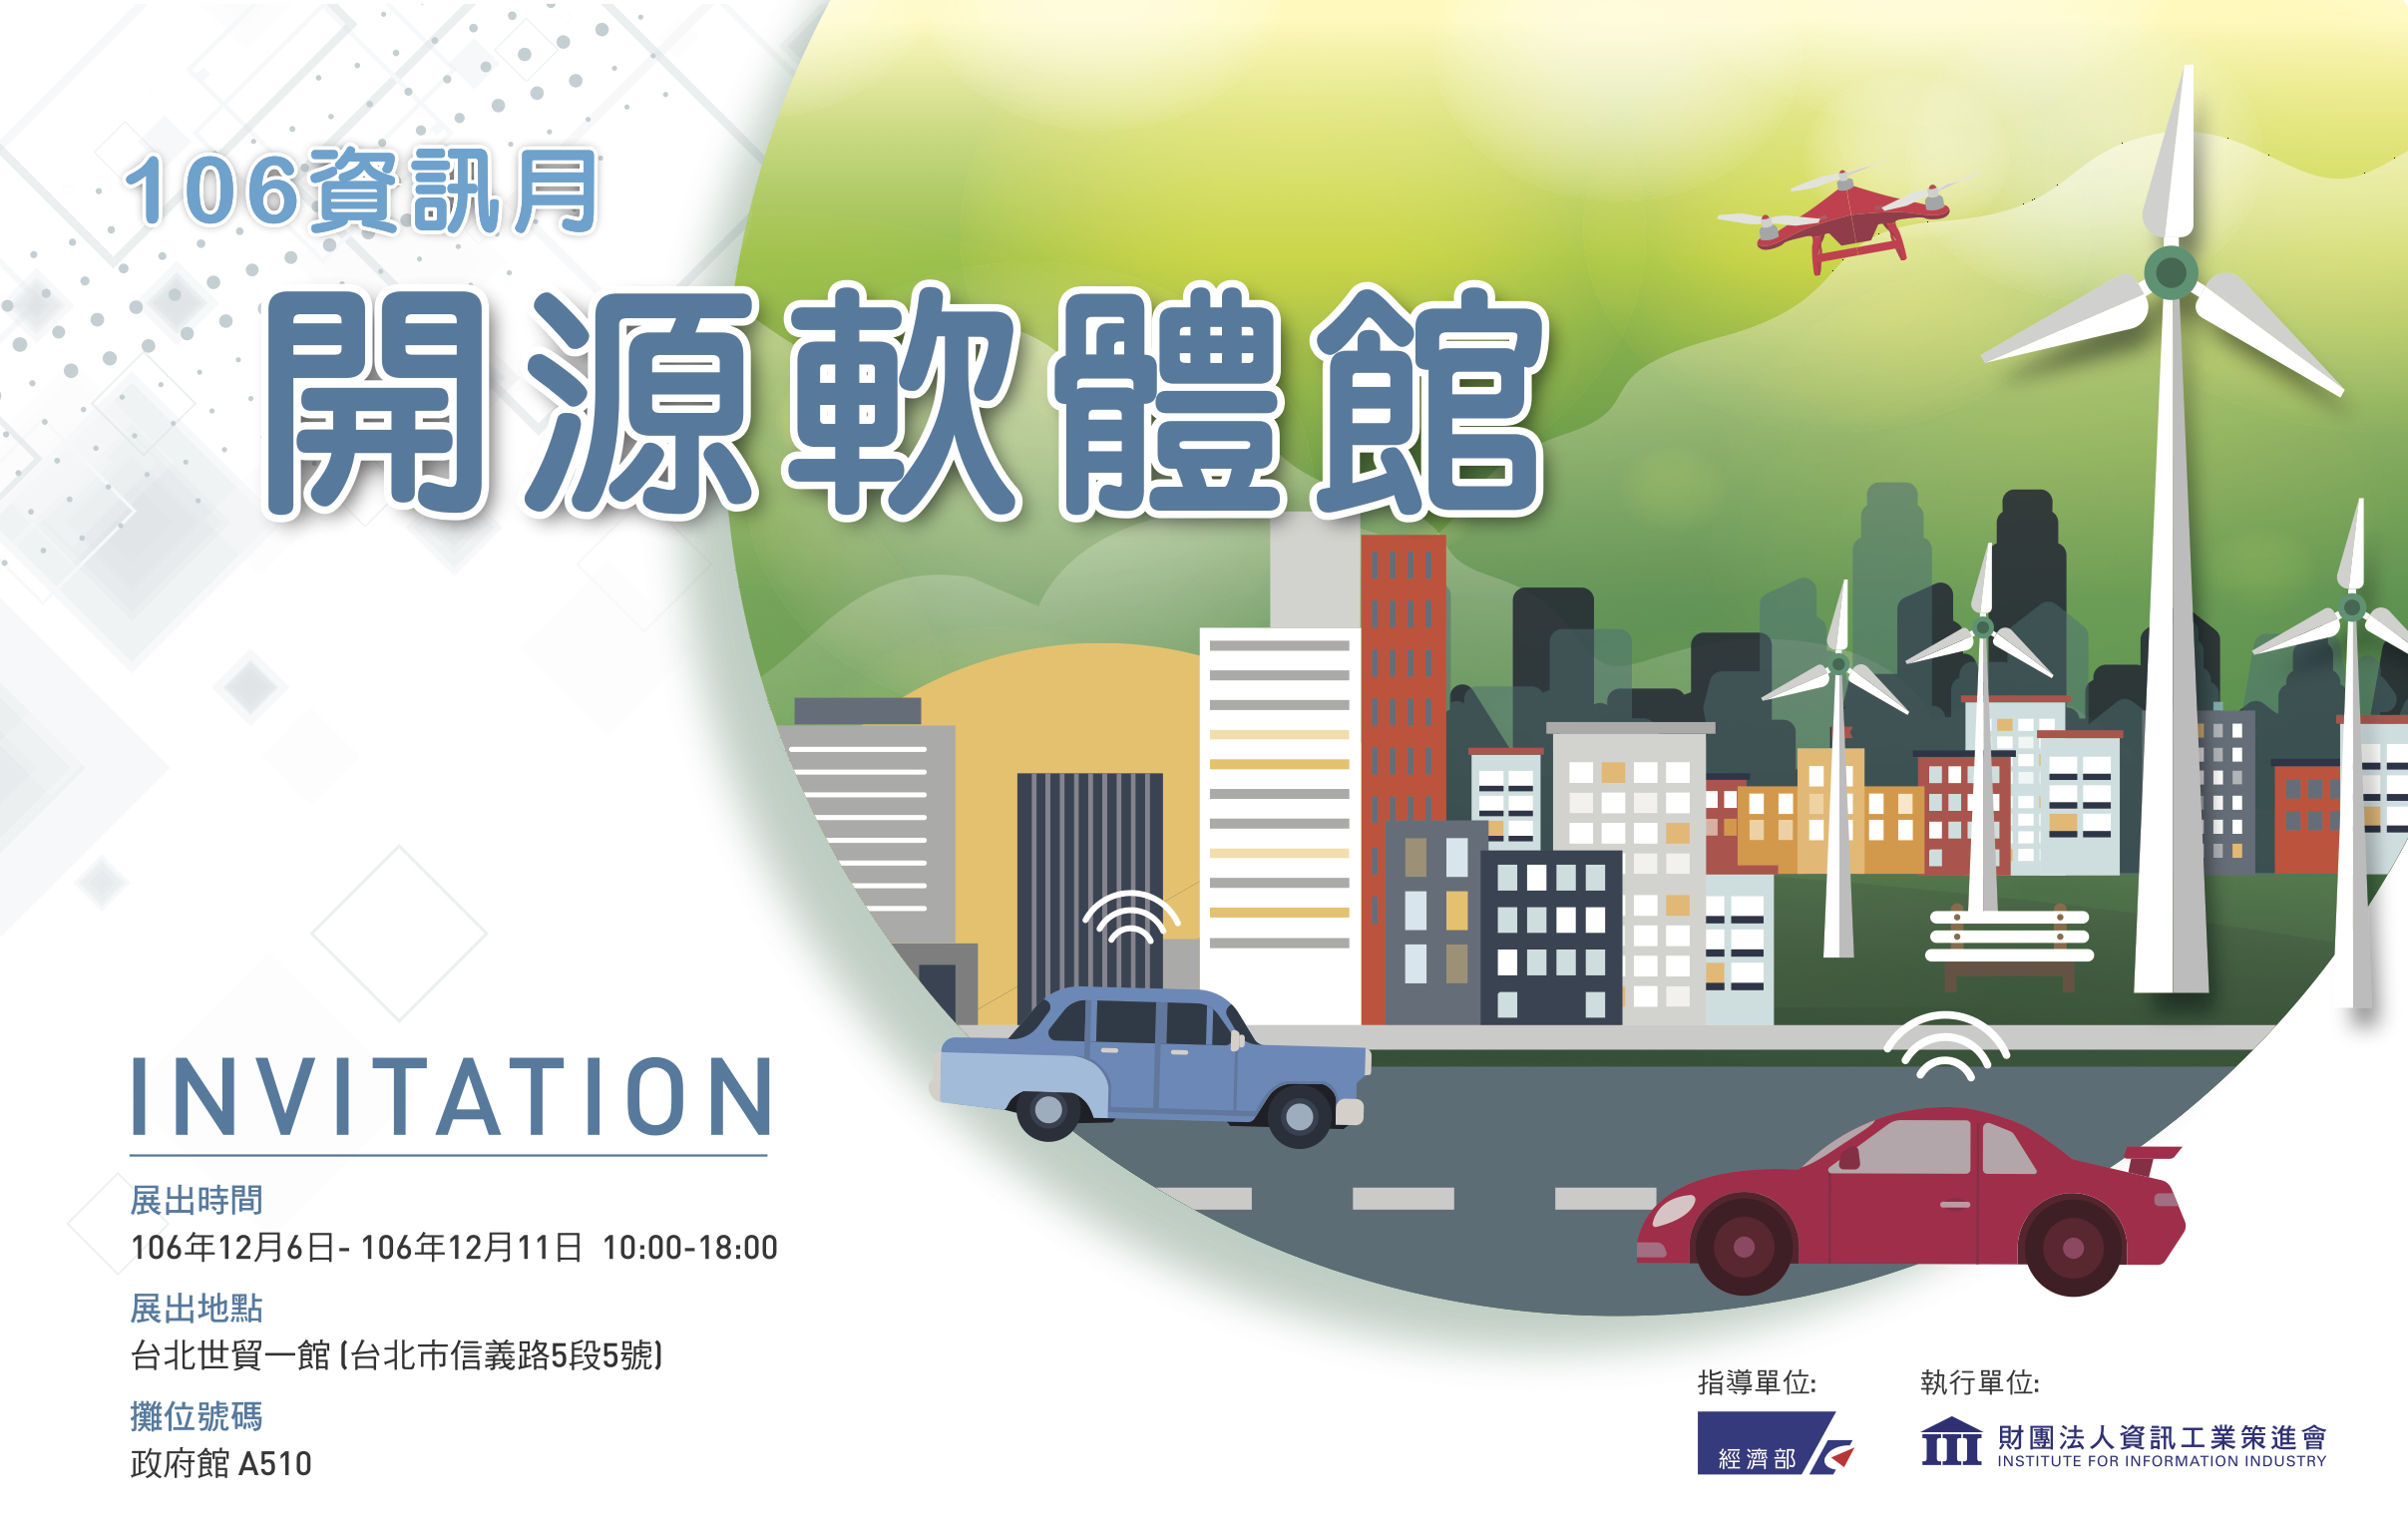 106資訊月
開源軟體館
INVITATION
展出時間
106年12月6日- 106年12月11日 10:00-18:00
展出地點
台北世貿一館 (台北市信義路5段5號)
攤位號碼
政府館 A510
指導單位:
經濟部
執行單位:
財團法人資訊工業策進會
INSTITUTE FOR INFORMATION INDUSTRY